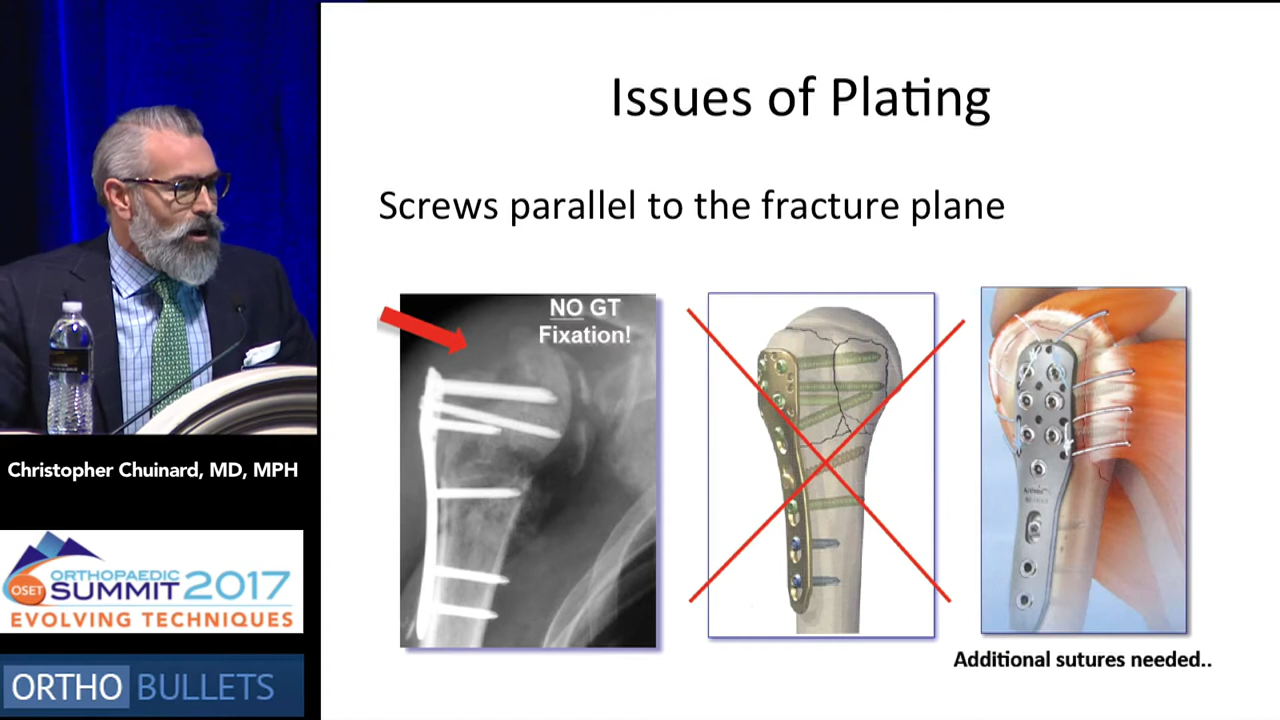 Issues of Plating
Screws parallel to the fracture plane
NO GT
Fixation!
Additional sutures needed..
Christopher Chuinard, MD, MPH
OSET
ORTHOPAEDIC
SUMMIT 2017
EVOLVING TECHNIQUES
ORTHO BULLETS